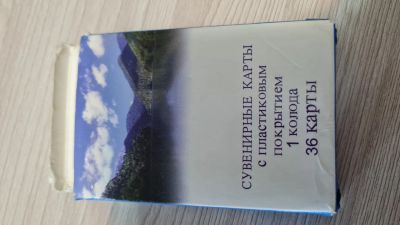 СУВЕНИРНЫЕ КАРТЫ
с пластиковым
покрытием
1 колода
36 карты